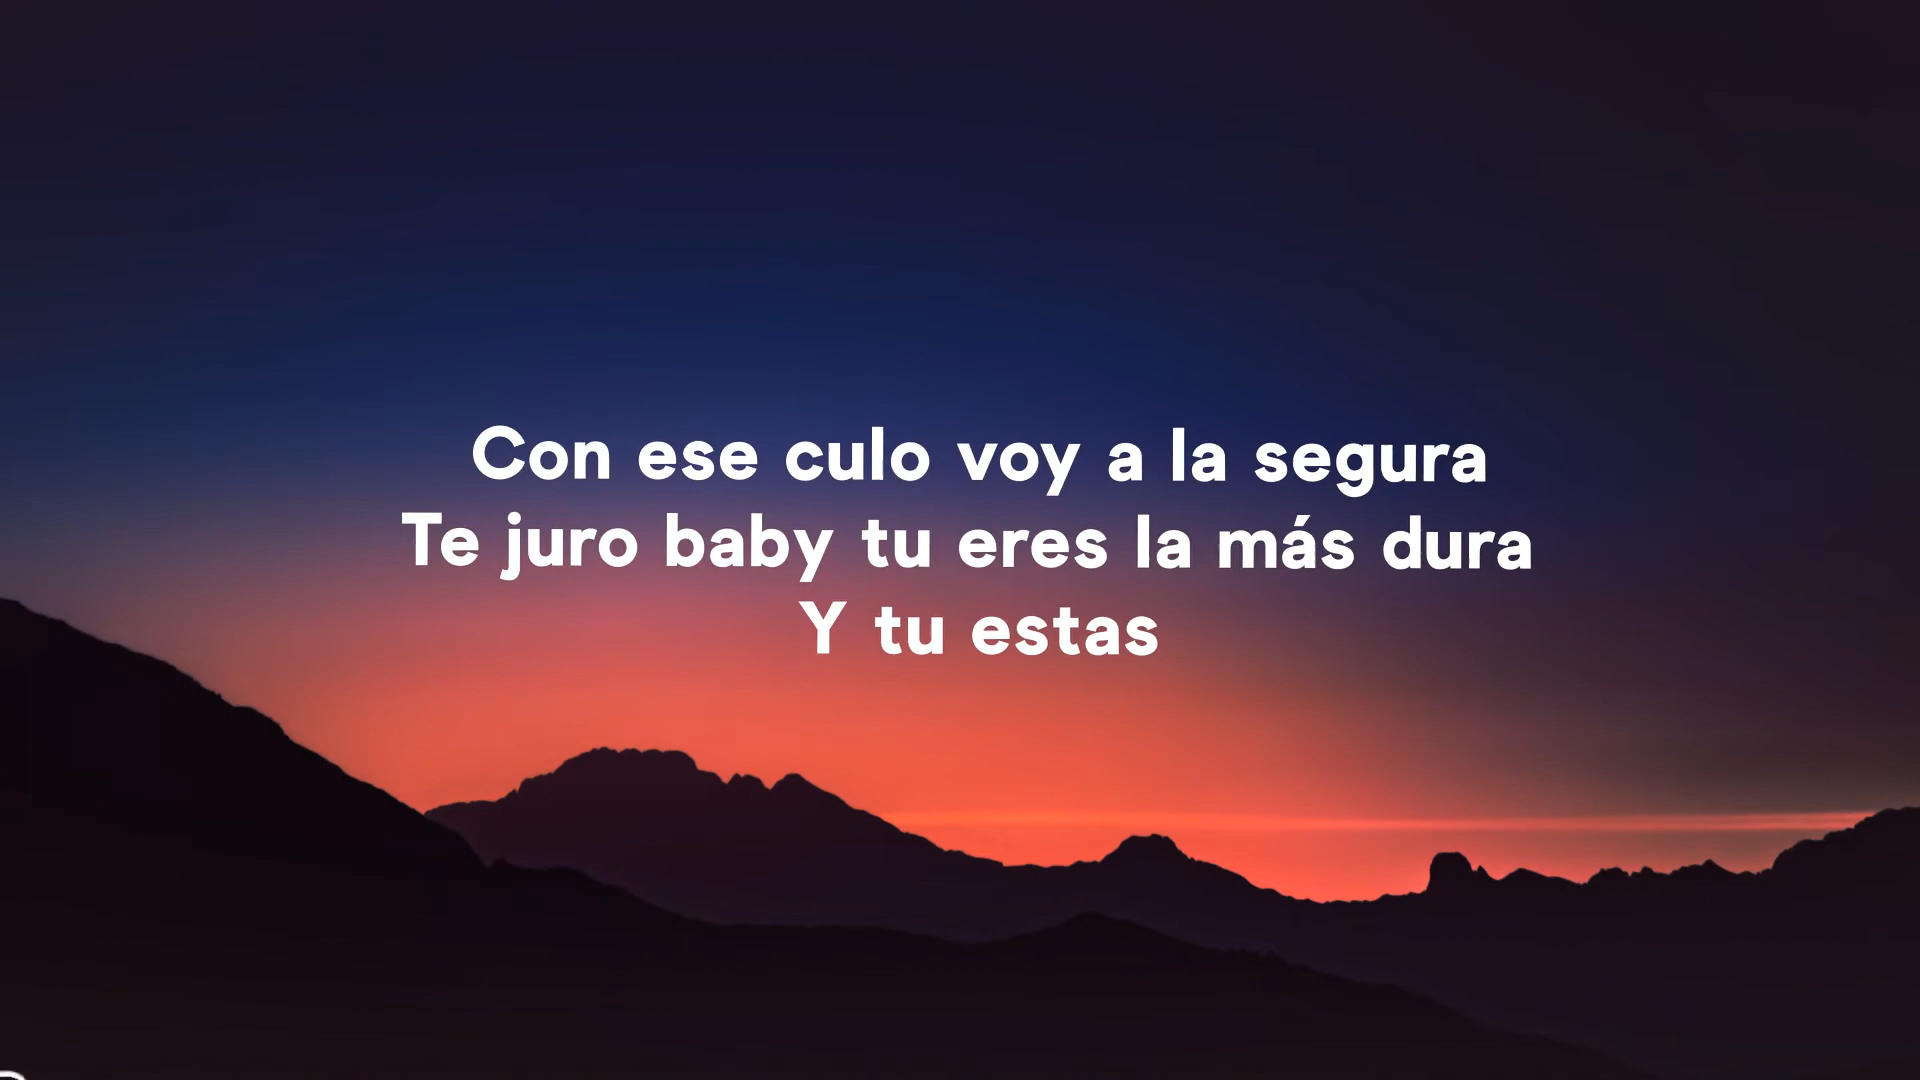 Con ese culo voy a la segura
Te juro baby tu eres la más dura
Y tu estas